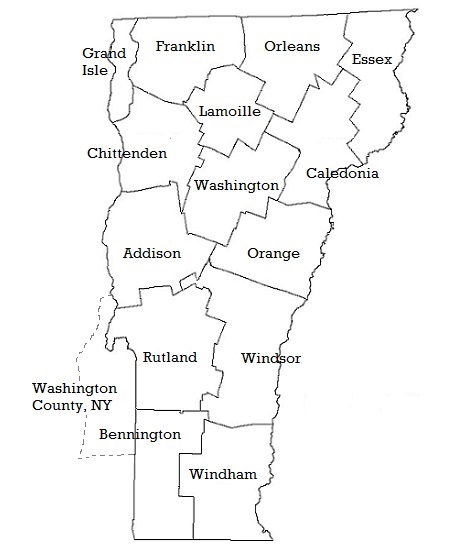 Grand
Isle
Franklin
Orleans
Essex
Lamoille
Chittenden
Washington
Caledonia
Addison
Orange
Rutland
Windsor
Washington
County, NY
Bennington
Windham